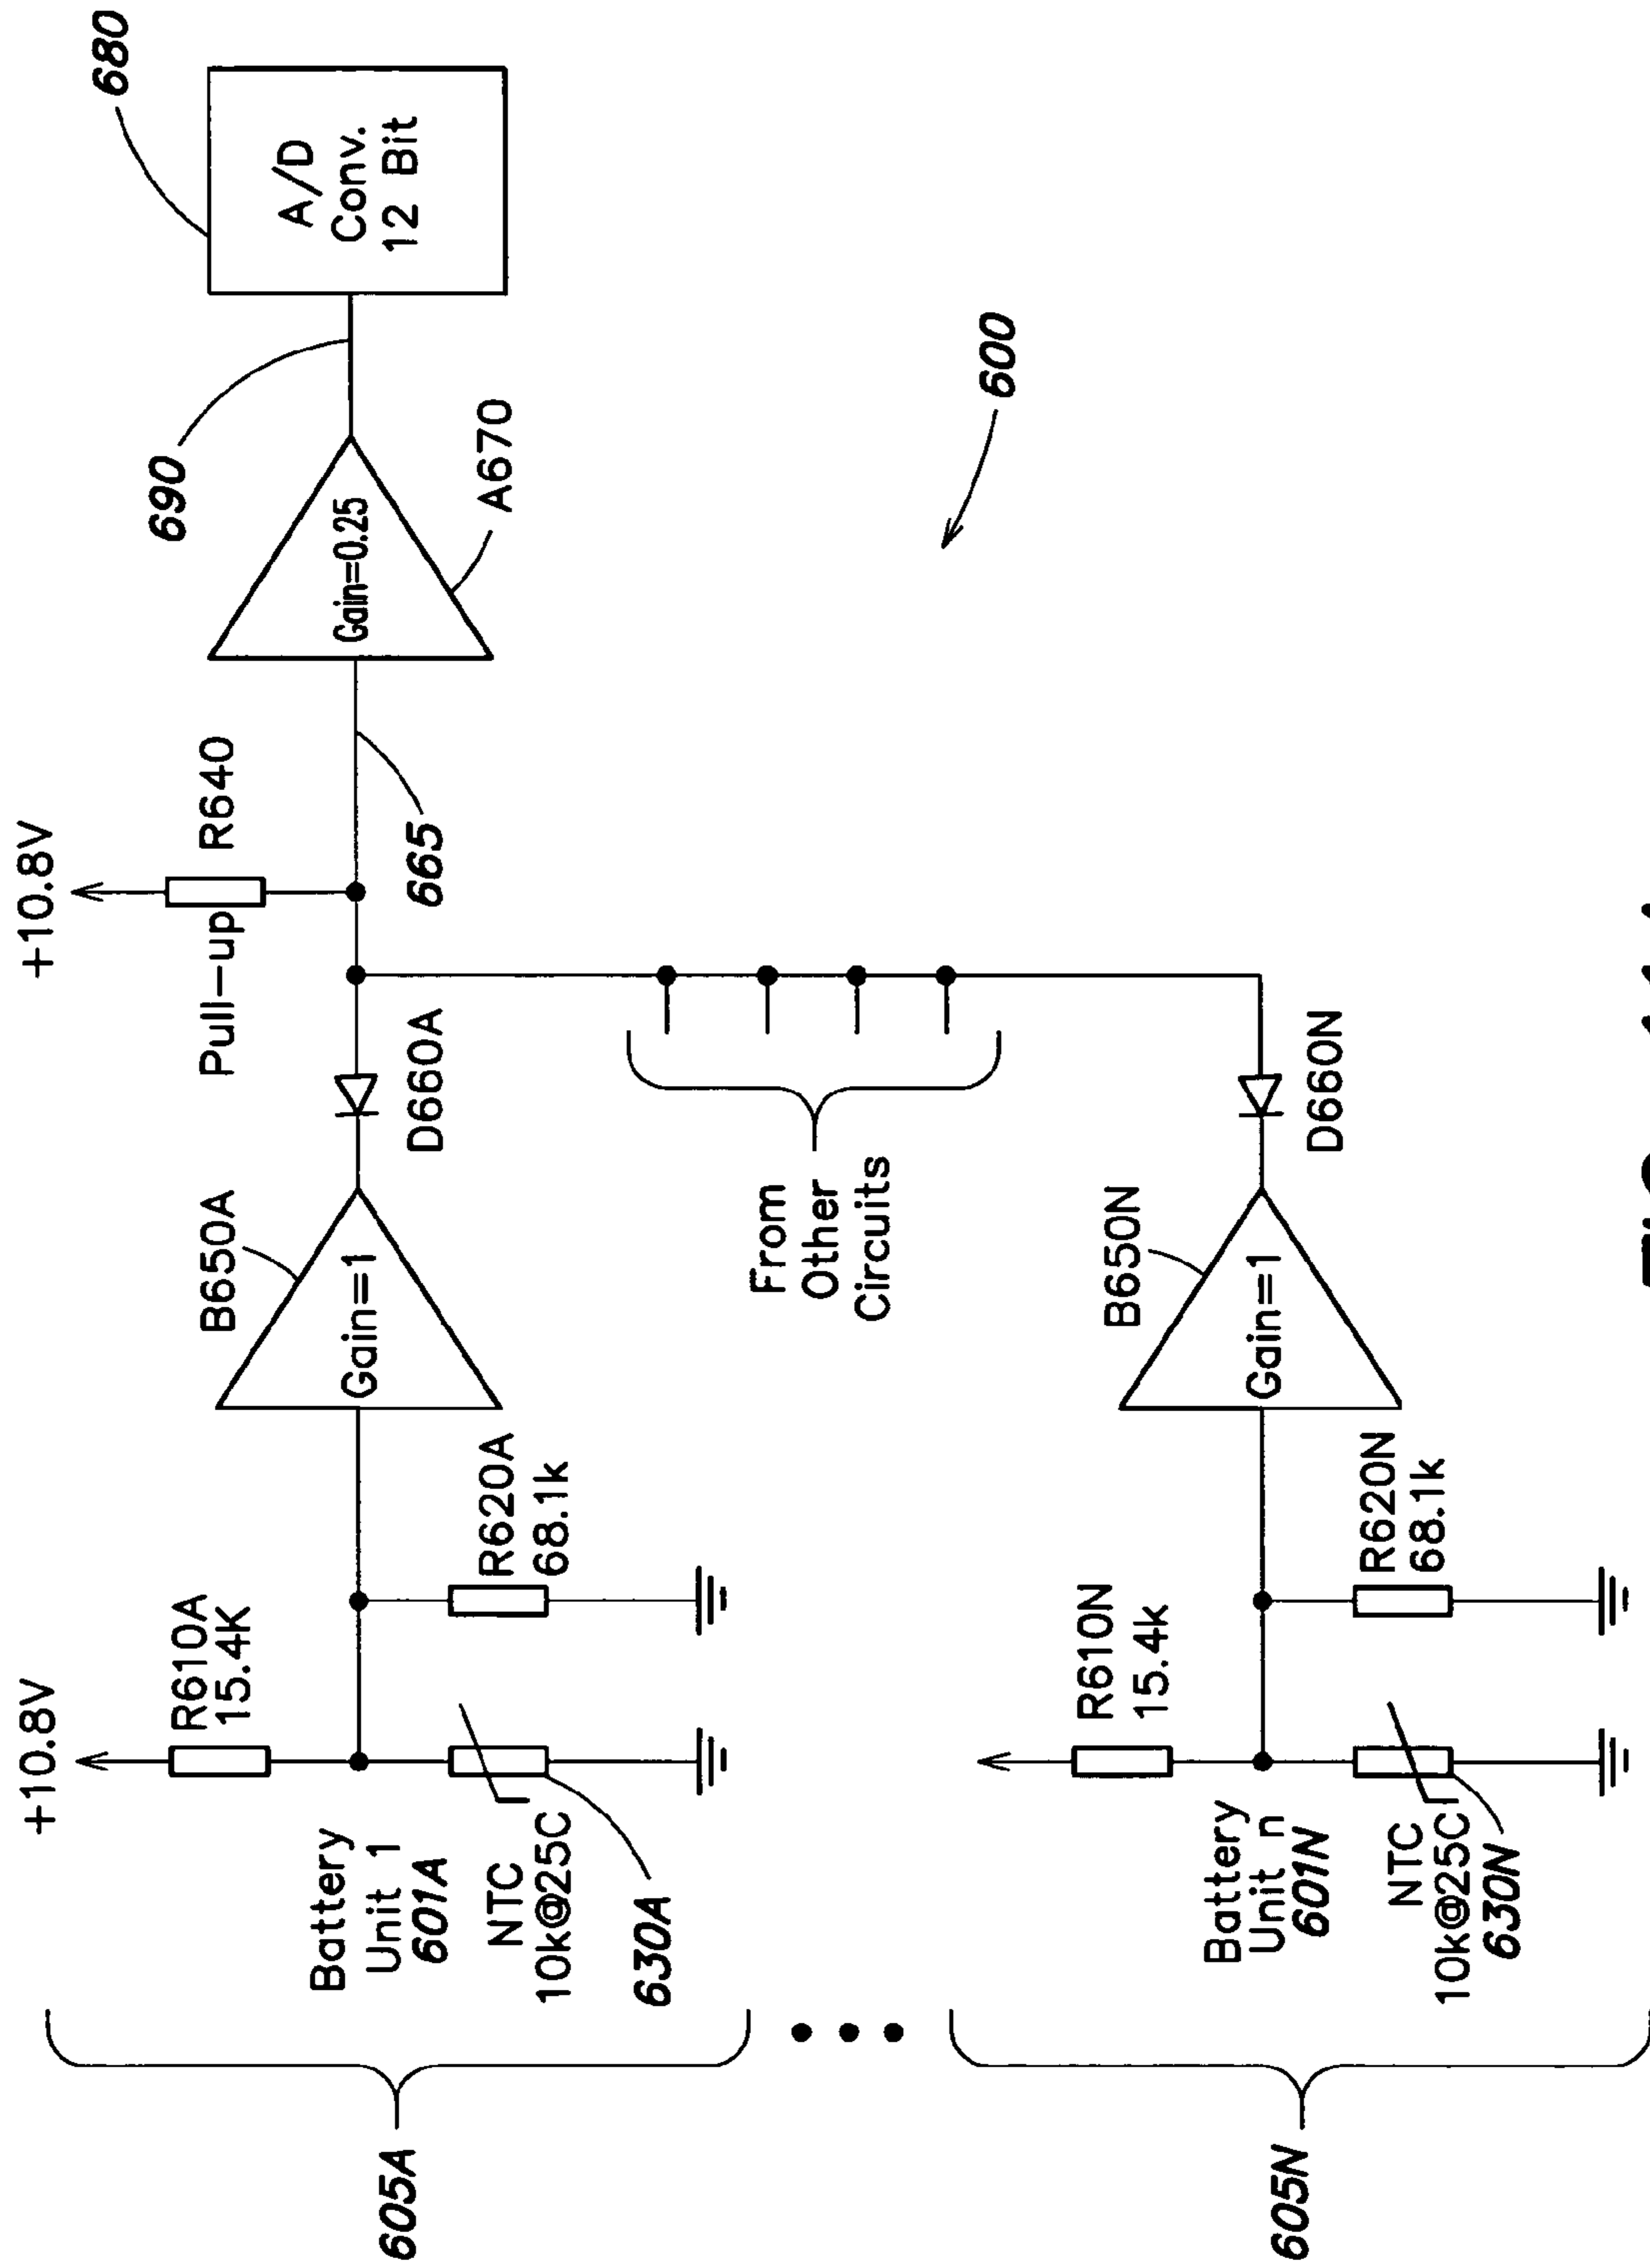 +10.8V
R610A
15.4K
Battery
Unit 1
601A
NTC
10k@25C
630A
R620A
68.1k
605A
B650A
Gain=1
D660A
+10.8V
Pull-up
R640
665
Gain=0.25
A670
690
A/D
Conv.
12 Bit
680
From
Other
Circuits
600
R610N
15.4k
Battery
Unit n
601N
NTC
10k@25C
630N
R620N
68.1k
605N
B650N
Gain=1
D660N